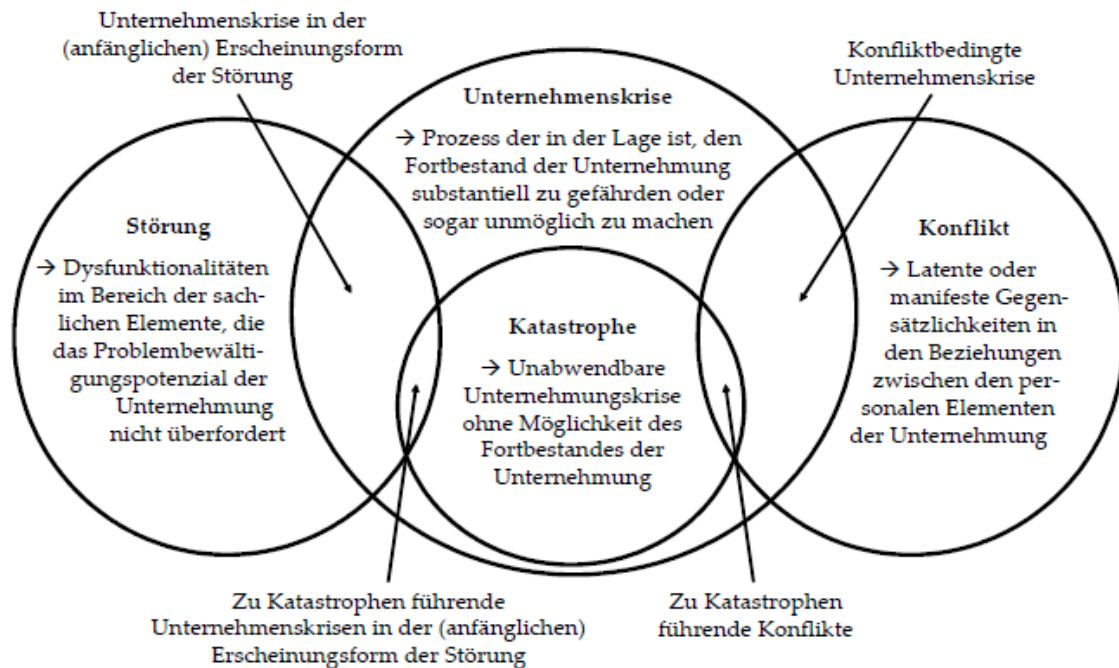 Unternehmenskrise in der
(anfänglichen) Erscheinungsform
der Störung
Konfliktbedingte
Unternehmenskrise
Unternehmenskrise
→ Prozess der in der Lage ist, den
Fortbestand der Unternehmung
substantiell zu gefährden oder
sogar unmöglich zu machen
Störung
→ Dysfunktionalitäten
im Bereich der sach-
lichen Elemente, die
das Problembewälti-
gungspotenzial der
Unternehmung
nicht überfordert
Katastrophe
→ Unabwendbare
Unternehmungskrise
ohne Möglichkeit des
Fortbestandes der
Unternehmung
Konflikt
→ Latente oder
manifeste Gegen-
sätzlichkeiten in
den Beziehungen
zwischen den per-
sonalen Elementen
der Unternehmung
Zu Katastrophen führende
Unternehmenskrisen in der (anfänglichen)
Erscheinungsform der Störung
Zu Katastrophen
führende Konflikte